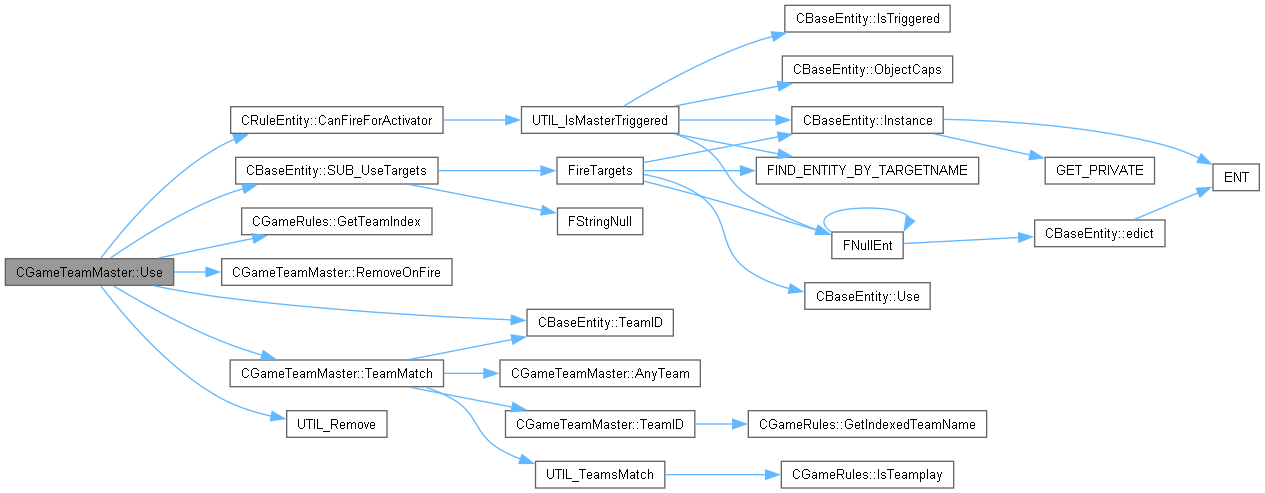 CGameTeamMaster::Use
CRuleEntity::CanFireForActivator
CBaseEntity::SUB_UseTargets
CGameRules::GetTeamIndex
CGameTeamMaster::RemoveOnFire
CGameTeamMaster::TeamMatch
UTIL_Remove
UTIL_IsMasterTriggered
FireTargets
FStringNull
CBaseEntity::TeamID
CGameTeamMaster::AnyTeam
CGameTeamMaster::TeamID
UTIL_TeamsMatch
CBaseEntity::IsTriggered
CBaseEntity::ObjectCaps
CBaseEntity::Instance
FIND_ENTITY_BY_TARGETNAME
FNullEnt
CBaseEntity::Use
CGameRules::GetIndexedTeamName
CGameRules::IsTeamplay
GET_PRIVATE
CBaseEntity::edict
ENT